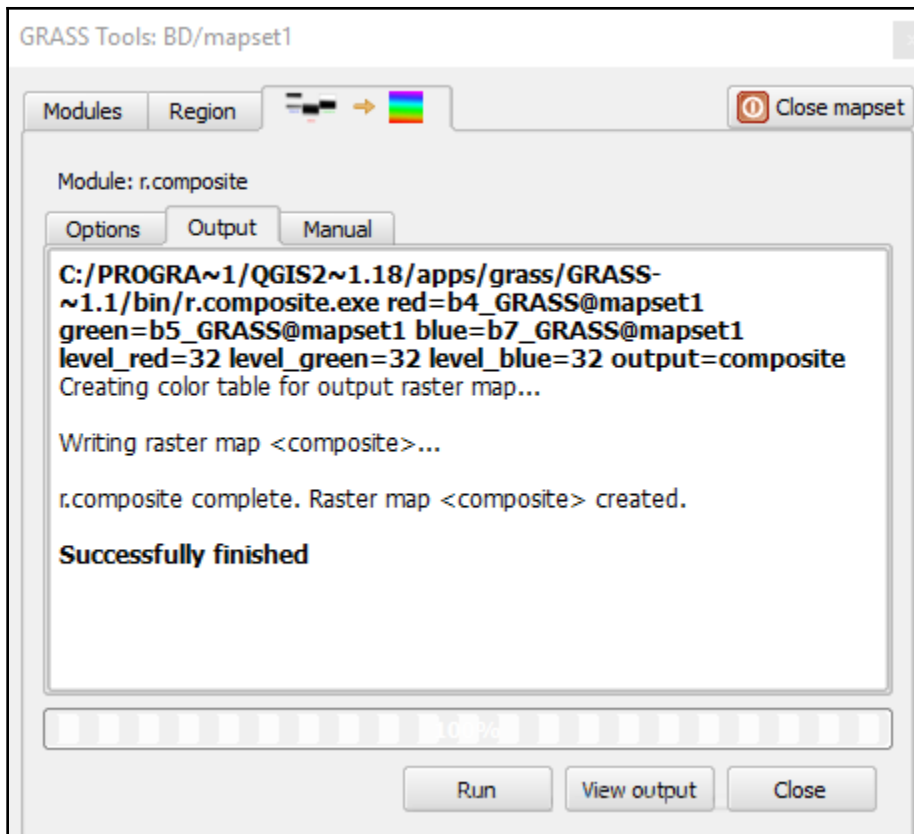 GRASS Tools: BD/mapset1
Modules Region Close mapset
Module: r.composite
Options Output Manual
C:/PROGRA~1/QGIS2~1.18/apps/grass/GRASS-
~1.1/bin/r.composite.exe red=b4_GRASS@mapset1
green=b5_GRASS@mapset1 blue=b7_GRASS@mapset1
level_red=32 level_green=32 level_blue=32 output=composite
Creating color table for output raster map...
Writing raster map <composite>...
r.composite complete. Raster map <composite> created.
Successfully finished
100%
Run View output Close